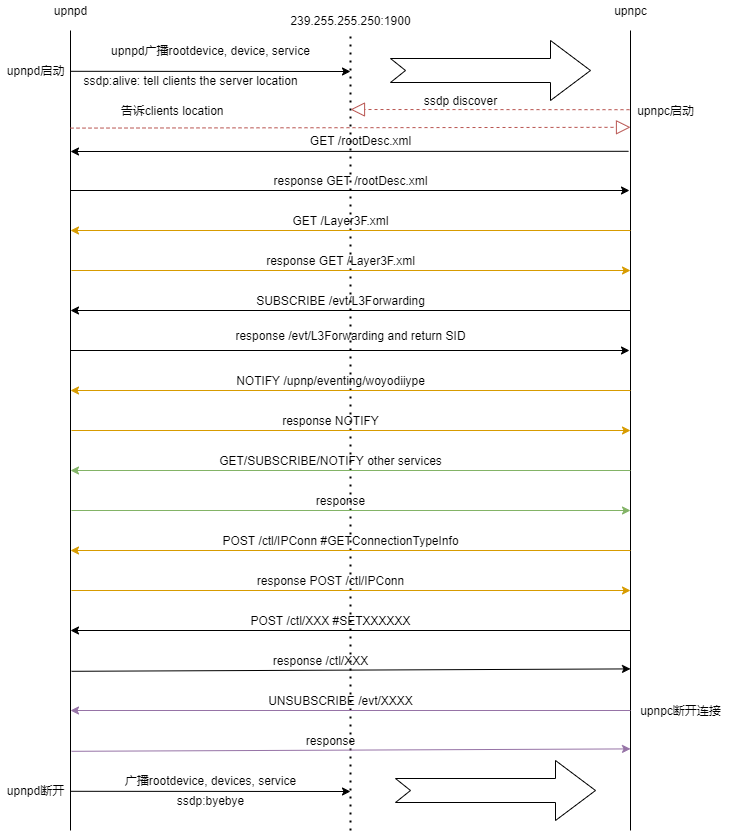 upnpd
239.255.255.250:1900
upnpc
upnpd广播rootdevice, device, service
upnpd启动
ssdp:alive: tell clients the server location
ssdp discover
告诉clients location
upnpc启动
GET /rootDesc.xml
response GET /rootDesc.xml
GET /Layer3F.xml
response GET /Layer3F.xml
SUBSCRIBE /evt/L3Forwarding
response /evt/L3Forwarding and return SID
NOTIFY /upnp/eventing/woyodiiype
response NOTIFY
GET/SUBSCRIBE/NOTIFY other services
response
POST /ctl/IPConn #GETConnectionTypeInfo
response POST /ctl/IPConn
POST /ctl/XXX #SETXXXXXX
response /ctl/XXX
UNSUBSCRIBE /evt/XXXX
upnpc断开连接
response
广播rootdevice, devices, service
upnpd断开
ssdp:byebye